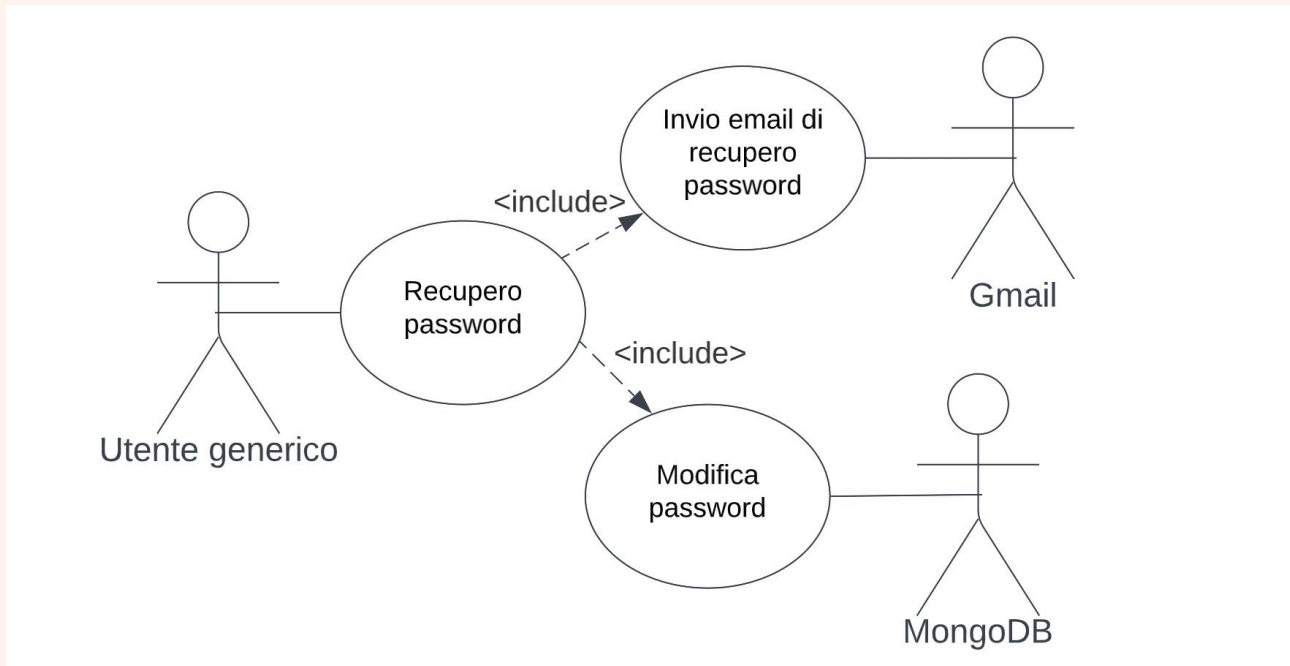 Invio email di
recupero
password
<include>
Recupero
password
Gmail
<include>
Utente generico
Modifica
password
MongoDB